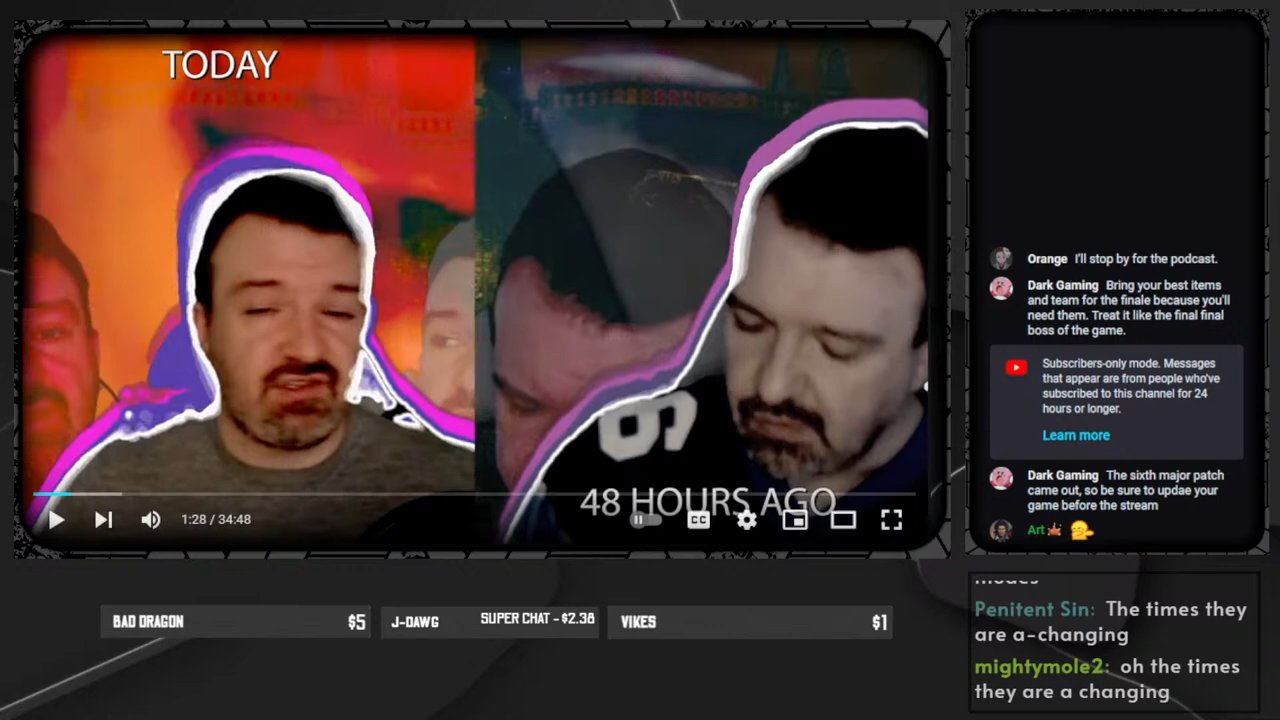 TODAY
48 HOURS AGO
1:28 / 34:48
CC
BAD DRAGON
$5
J-DAWG
SUPER CHAT - $2.38
VIKES
$1
Orange I'll stop by for the podcast.
Dark Gaming Bring your best items
and team for the finale because you'll
need them. Treat it like the final final
boss of the game.
Subscribers-only mode. Messages
that appear are from people who've
subscribed to this channel for 24
hours or longer.
Learn more
Dark Gaming The sixth major patch
came out, so be sure to updae your
game before the stream
Art
Penitent Sin: The times they
are a-changing
mightymole2: oh the times
they are a changing